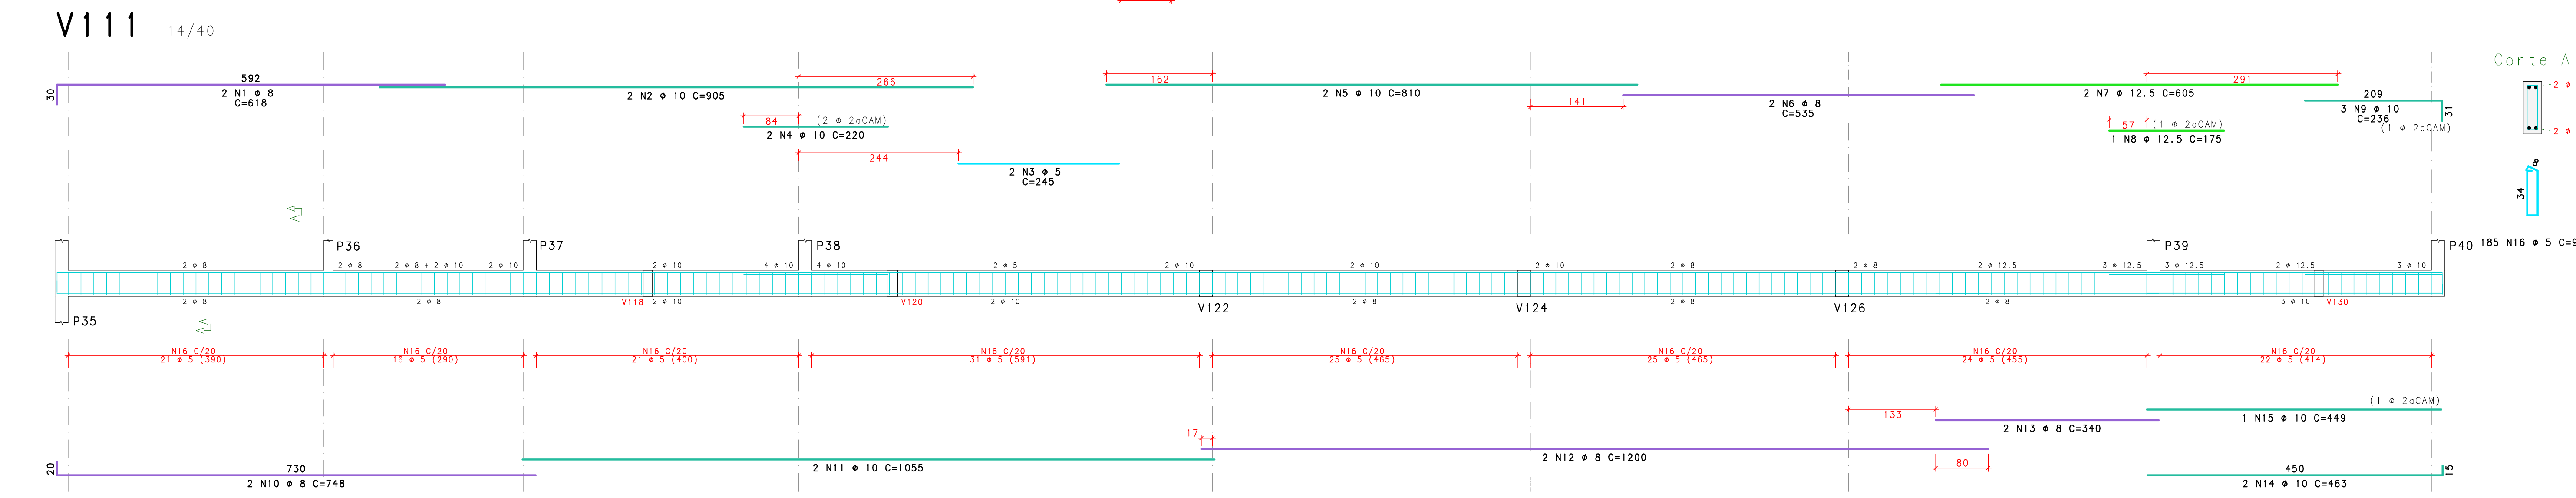 V111 14/40
Corte A
592
30
2 N1 ø 8
C=618
266
2 N2 ø 10 C=905
162
2 N5 ø 10 C=810
141
2 N6 ø 8
C=535
291
2 N7 ø 12.5 C=605
209
3 N9 ø 10
C=236
(1 ø 2aCAM)
31
84
(2 ø 2aCAM)
2 N4 ø 10 C=220
57
(1 ø 2aCAM)
1 N8 ø 12.5 C=175
244
2 N3 ø 5
C=245
2 ø
2 ø
8
34
A
P36
P37
P38
P39
P40
185 N16 ø 5 C=9
2 ø 8
2 ø 8
2 ø 8 + 2 ø 10
2 ø 10
2 ø 10
4 ø 10
4 ø 10
2 ø 5
2 ø 10
2 ø 10
2 ø 10
2 ø 8
2 ø 8
2 ø 12.5
3 ø 12.5
3 ø 12.5
2 ø 12.5
3 ø 10
2 ø 8
2 ø 8
V118
2 ø 10
V120
2 ø 10
2 ø 8
2 ø 8
2 ø 8
3 ø 10
V130
P35
V122
V124
V126
A
N16 C/20
21 ø 5 (390)
N16 C/20
16 ø 5 (290)
N16 C/20
21 ø 5 (400)
N16 C/20
31 ø 5 (591)
N16 C/20
25 ø 5 (465)
N16 C/20
25 ø 5 (465)
N16 C/20
24 ø 5 (455)
N16 C/20
22 ø 5 (414)
133
2 N13 ø 8 C=340
(1 ø 2aCAM)
1 N15 ø 10 C=449
17
2 N12 ø 8 C=1200
80
20
730
2 N10 ø 8 C=748
2 N11 ø 10 C=1055
450
15
2 N14 ø 10 C=463